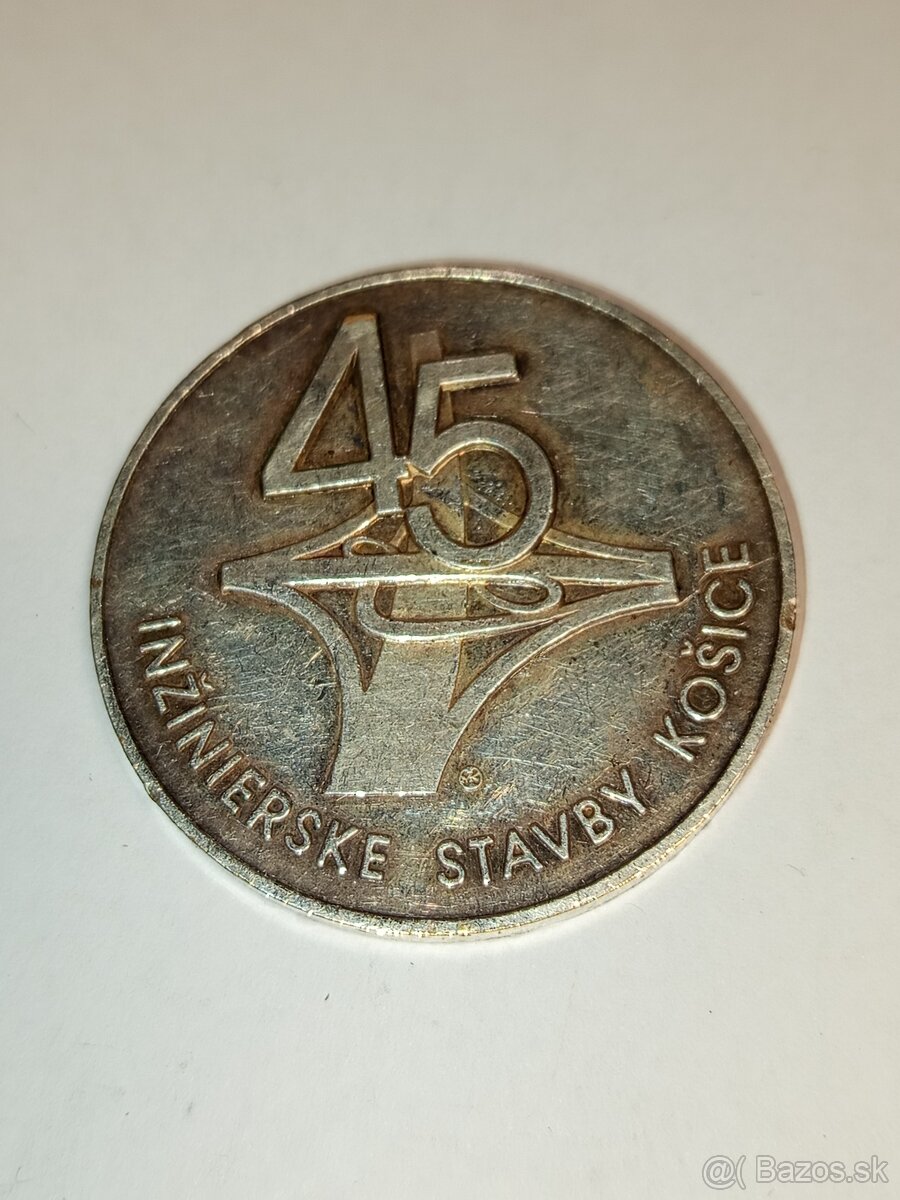 45
INŽINIERSKE STAVBY KOŠICE
@( Bazos.sk